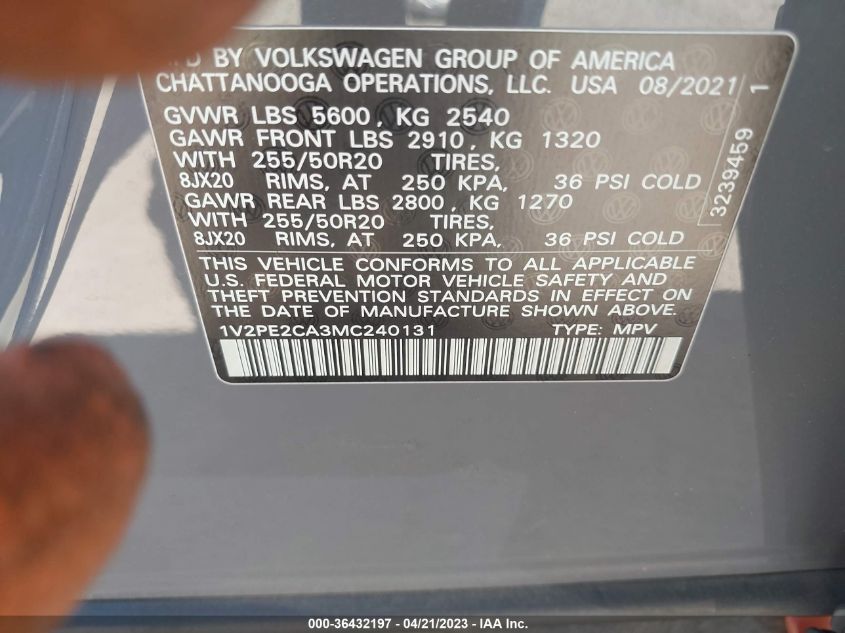 MFD BY VOLKSWAGEN GROUP OF AMERICA
CHATTANOOGA OPERATIONS, LLC. USA 08/2021
GVWR LBS 5600, KG 2540
GAWR FRONT LBS 2910, KG 1320
WITH 255/50R20 TIRES,
8JX20 RIMS, AT 250 KPA, 36 PSI COLD
GAWR REAR LBS 2800, KG 1270
WITH 255/50R20 TIRES,
8JX20 RIMS, AT 250 KPA, 36 PSI COLD
THIS VEHICLE CONFORMS TO ALL APPLICABLE
U.S. FEDERAL MOTOR VEHICLE SAFETY AND
THEFT PREVENTION STANDARDS IN EFFECT ON
THE DATE OF MANUFACTURE SHOWN ABOVE.
1V2PE2CA3MC240131 TYPE: MPV
3239459 1
000-36432197 - 04/21/2023 - IAA Inc.